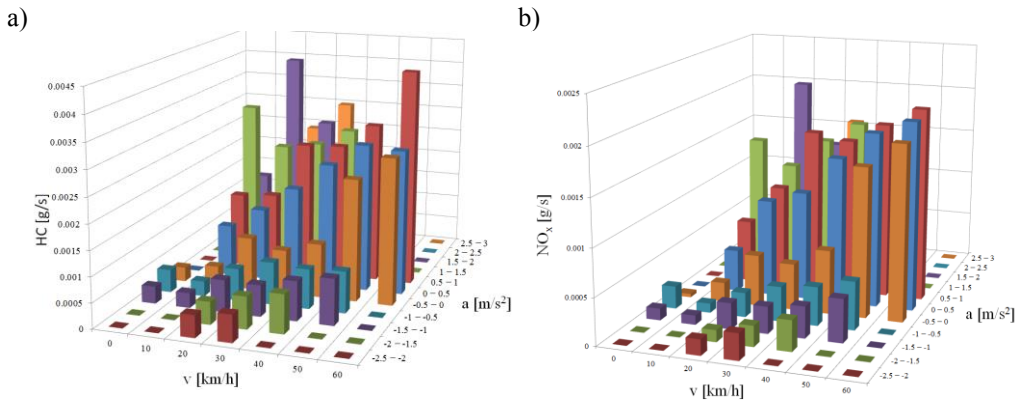 a)
0.0045
0.004
0.0035
0.003
0.0025
0.002
0.0015
0.001
0.0005
0
HC [g/s]
0
10
20
30
40
50
60
v [km/h]
2.5 – 3
2 – 2.5
1.5 – 2
1 – 1.5
0.5 – 1
0 – 0.5
-0.5 – 0
-1 – -0.5
-1.5 – -1
-2 – -1.5
-2.5 – -2
a [m/s²]
b)
0.0025
0.002
0.0015
0.001
0.0005
0
NOₓ [g/s]
0
10
20
30
40
50
60
v [km/h]
2.5 – 3
2 – 2.5
1.5 – 2
1 – 1.5
0.5 – 1
0 – 0.5
-0.5 – 0
-1 – -0.5
-1.5 – -1
-2 – -1.5
-2.5 – -2
a [m/s²]